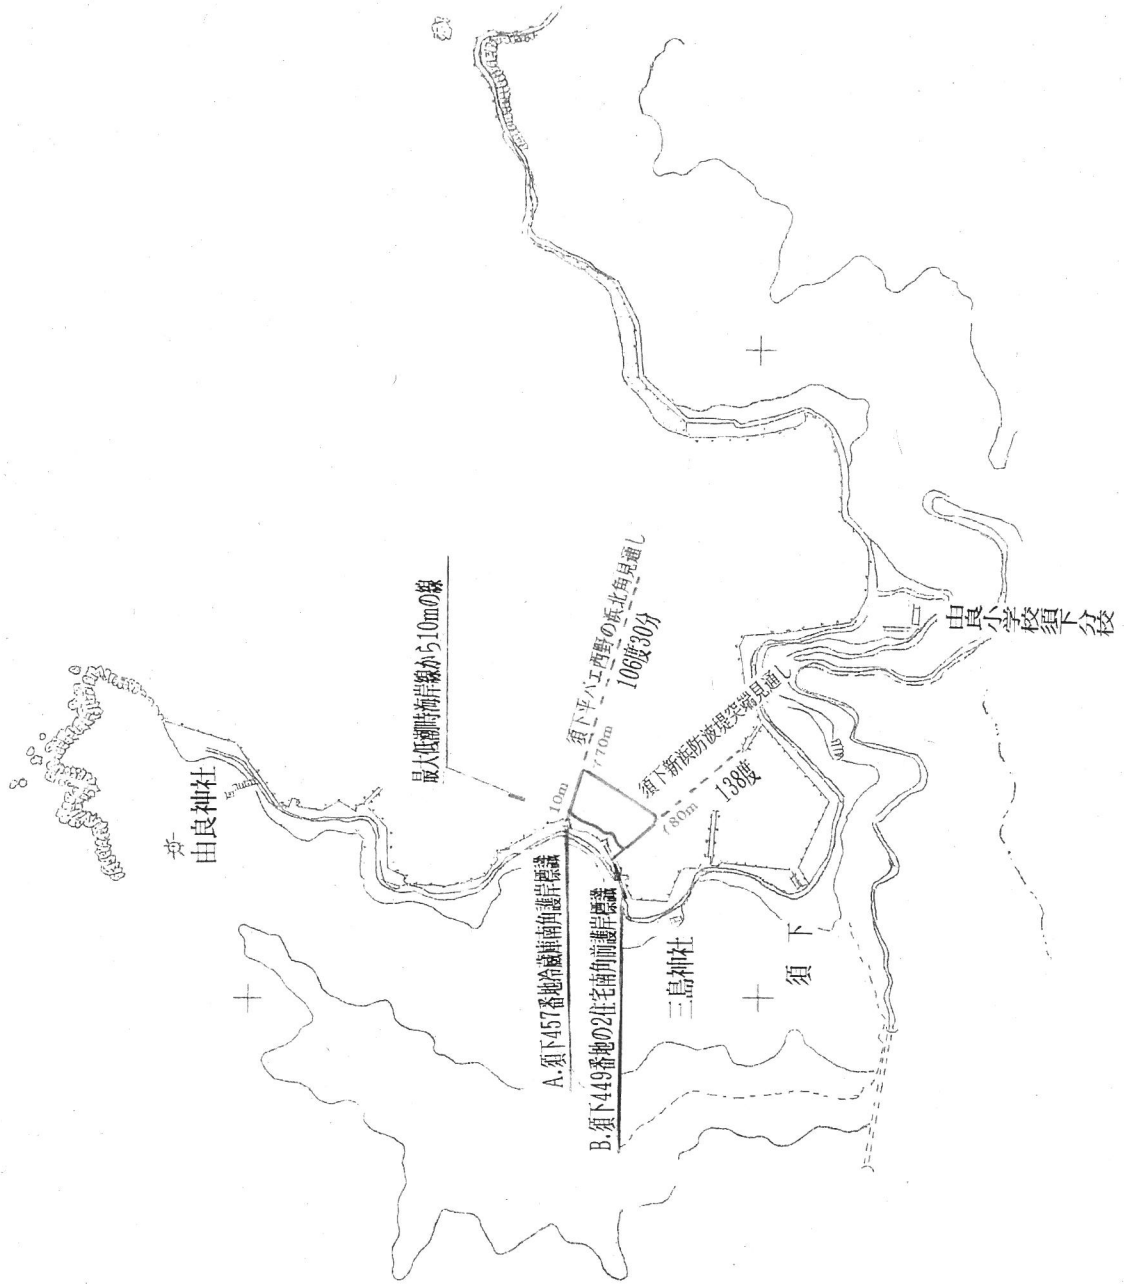 由良神社
最大低潮時海岸線から10mの線
須下平バエ西野の浜北角見通し
106度30分
10m
170m
須下新浜防波堤突端見通し
138度
180m
A.須下457番地冷蔵庫南角護岸標識
B.須下449番地の2住宅南角前護岸標識
三島神社
須下
由良小学校須下分校